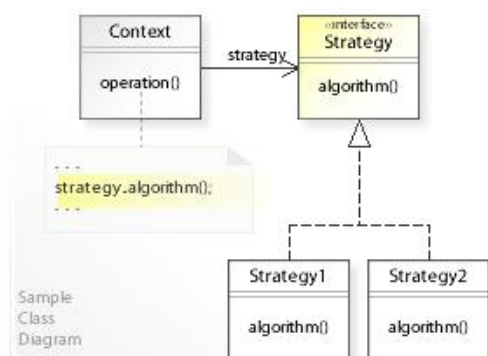 Context
operation()
strategy
«interface»
Strategy
algorithm()
. . .
strategy.algorithm();
. . .
Strategy1
algorithm()
Strategy2
algorithm()
Sample
Class
Diagram